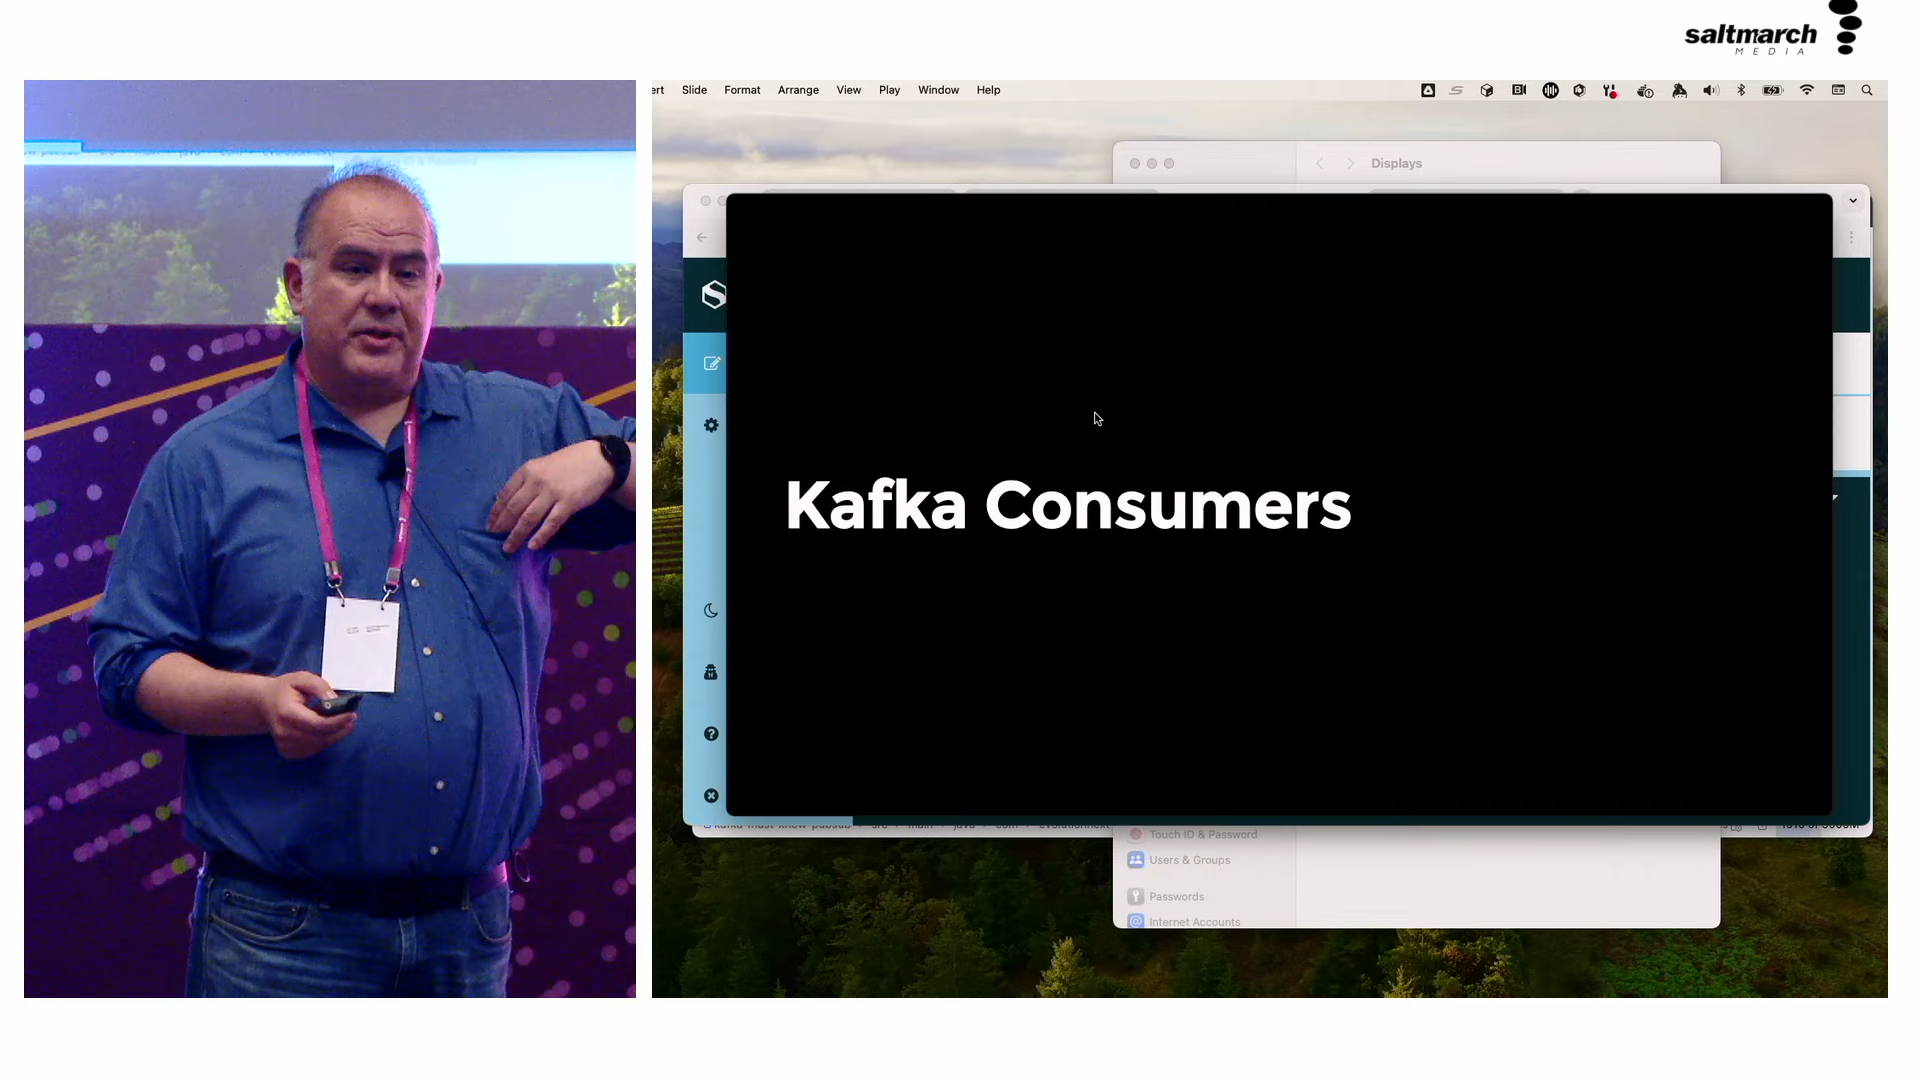 saltmarch
MEDIA
Slide Format Arrange View Play Window Help
Displays
Kafka Consumers
Touch ID & Password
Users & Groups
Passwords
Internet Accounts